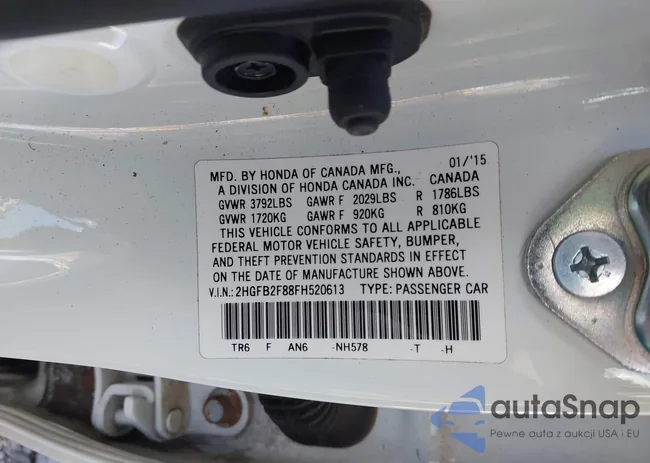 MFD. BY HONDA OF CANADA MFG., 01/'15
A DIVISION OF HONDA CANADA INC. CANADA
GVWR 3792LBS GAWR F 2029LBS R 1786LBS
GVWR 1720KG GAWR F 920KG R 810KG
THIS VEHICLE CONFORMS TO ALL APPLICABLE
FEDERAL MOTOR VEHICLE SAFETY, BUMPER,
AND THEFT PREVENTION STANDARDS IN EFFECT
ON THE DATE OF MANUFACTURE SHOWN ABOVE.
V.I.N.: 2HGFB2F88FH520613 TYPE: PASSENGER CAR
TR6 F AN6 -NH578 -T -H
autaSnap
Pewne auta z aukcji USA i EU